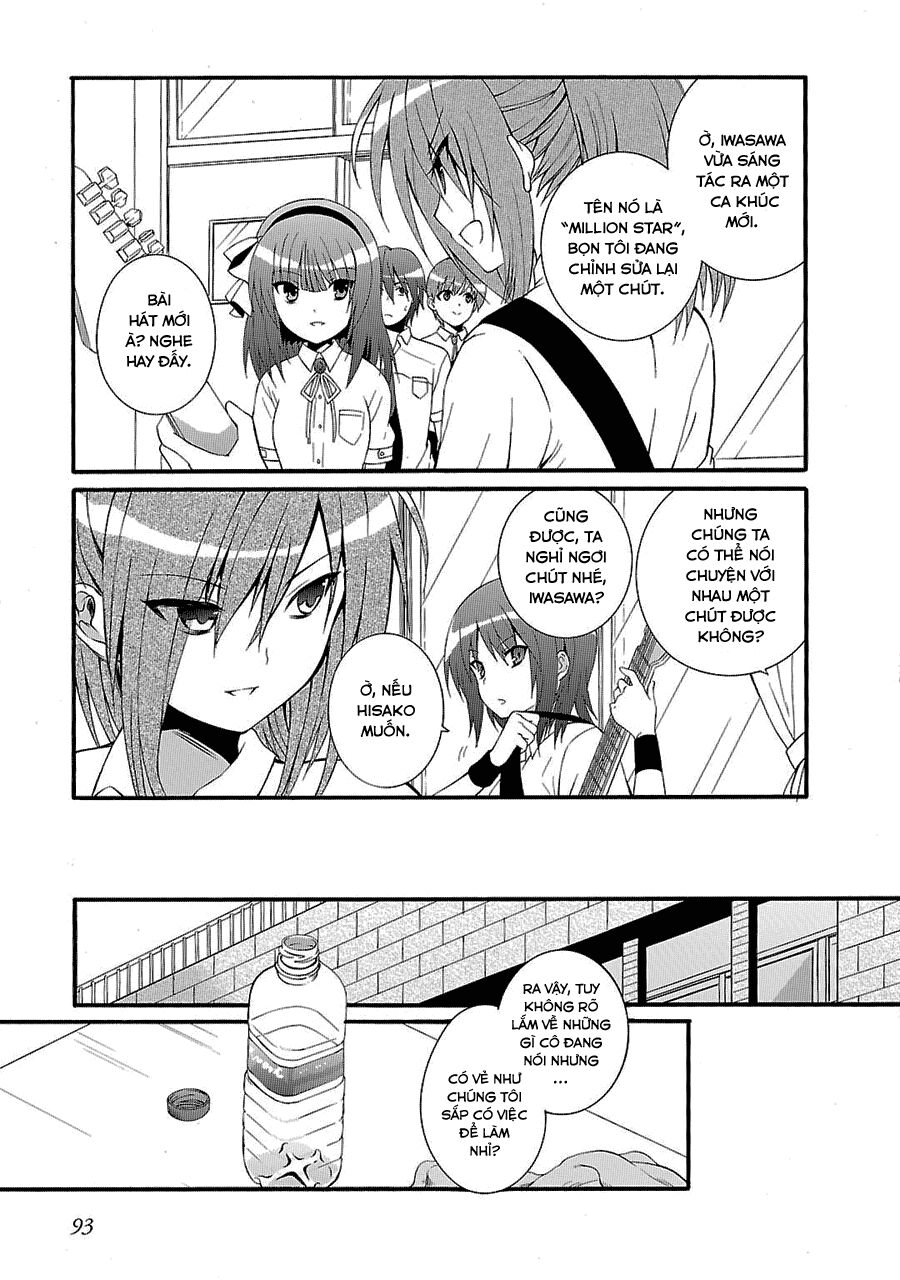 Ờ, IWASAWA
VỪA SÁNG
TÁC RA MỘT
CA KHÚC
MỚI.
TÊN NÓ LÀ
“MILLION STAR”,
BỌN TÔI ĐANG
CHỈNH SỬA LẠI
MỘT CHÚT.
BÀI
HÁT MỚI
À? NGHE
HAY ĐẤY.
NHƯNG
CHÚNG TA
CÓ THỂ NÓI
CHUYỆN VỚI
NHAU MỘT
CHÚT ĐƯỢC
KHÔNG?
CŨNG
ĐƯỢC, TA
NGHỈ NGƠI
CHÚT NHÉ,
IWASAWA?
Ờ, NẾU
HISAKO
MUỐN.
RA VẬY, TUY
KHÔNG RÕ
LẮM VỀ NHỮNG
GÌ CÔ ĐANG
NÓI NHƯNG
...
CÓ VẺ NHƯ
CHÚNG TÔI
SẮP CÓ VIỆC
ĐỂ LÀM
NHỈ?
93